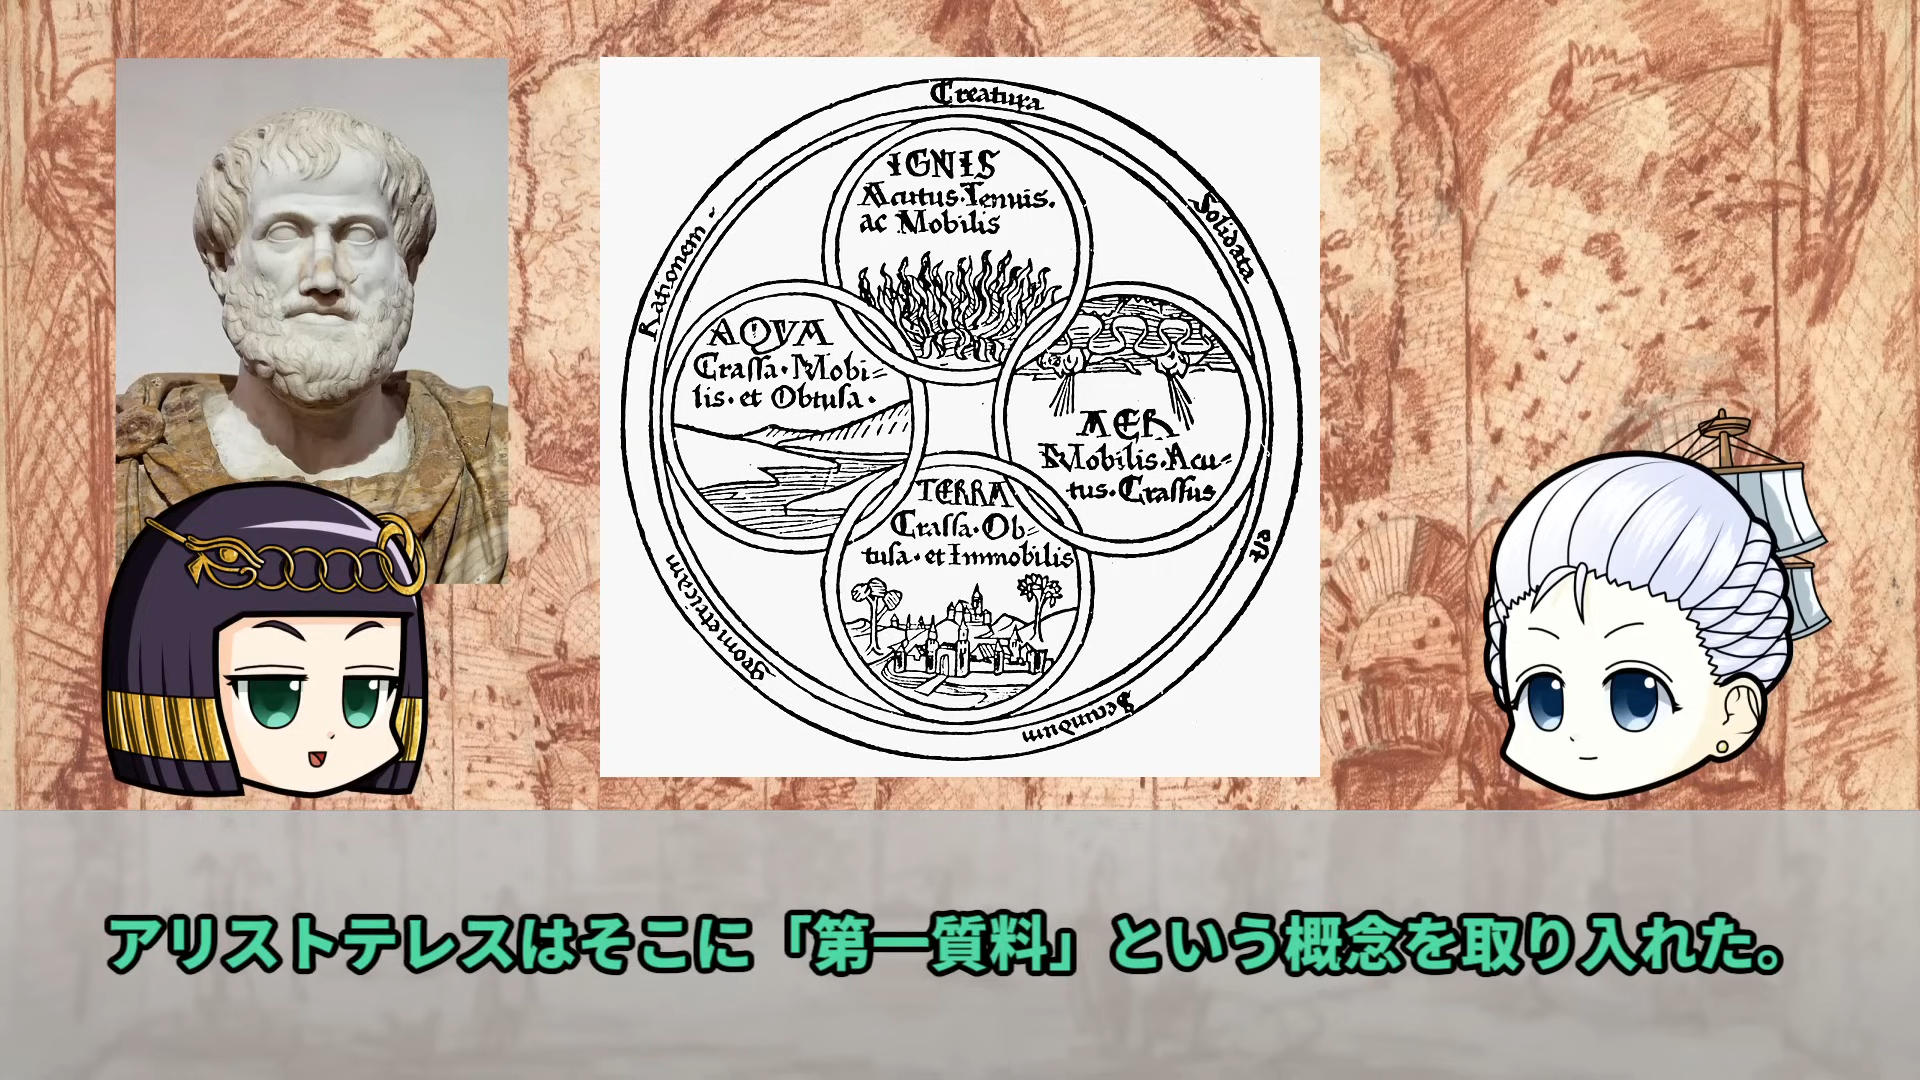 Creatura
Solidata
est
Secundum
geometricam
Rationem
IGNIS
Acutus·Tenuis.
ac Mobilis
AQVA
Crassa·Mobi=
lis·et Obtusa·
AER
Mobilis·Acu=
tus·Crassus
TERRA
Crassa·Ob=
tusa·et Immobilis
アリストテレスはそこに「第一質料」という概念を取り入れた。